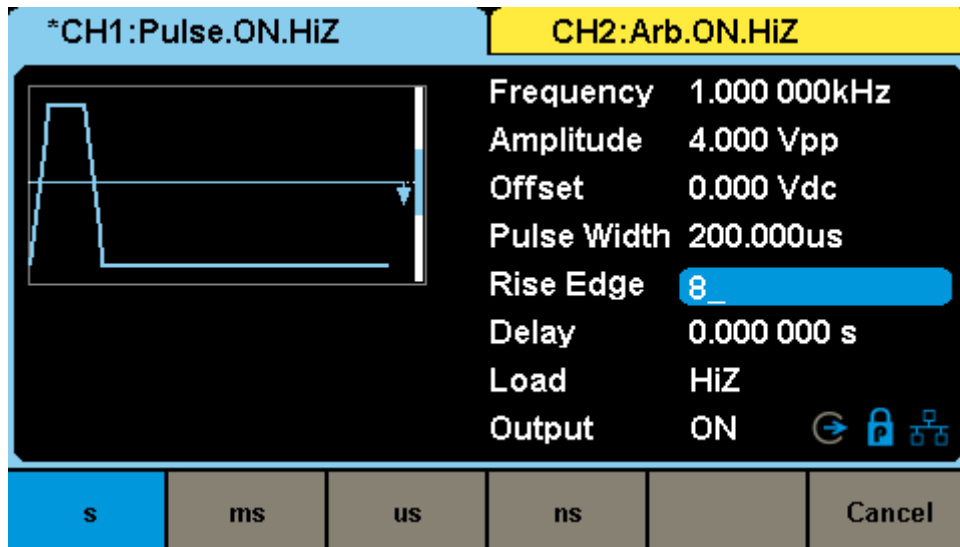 *CH1:Pulse.ON.HiZ CH2:Arb.ON.HiZ
Frequency 1.000 000kHz
Amplitude 4.000 Vpp
Offset 0.000 Vdc
Pulse Width 200.000us
Rise Edge 8_
Delay 0.000 000 s
Load HiZ
Output ON P
s ms us ns Cancel